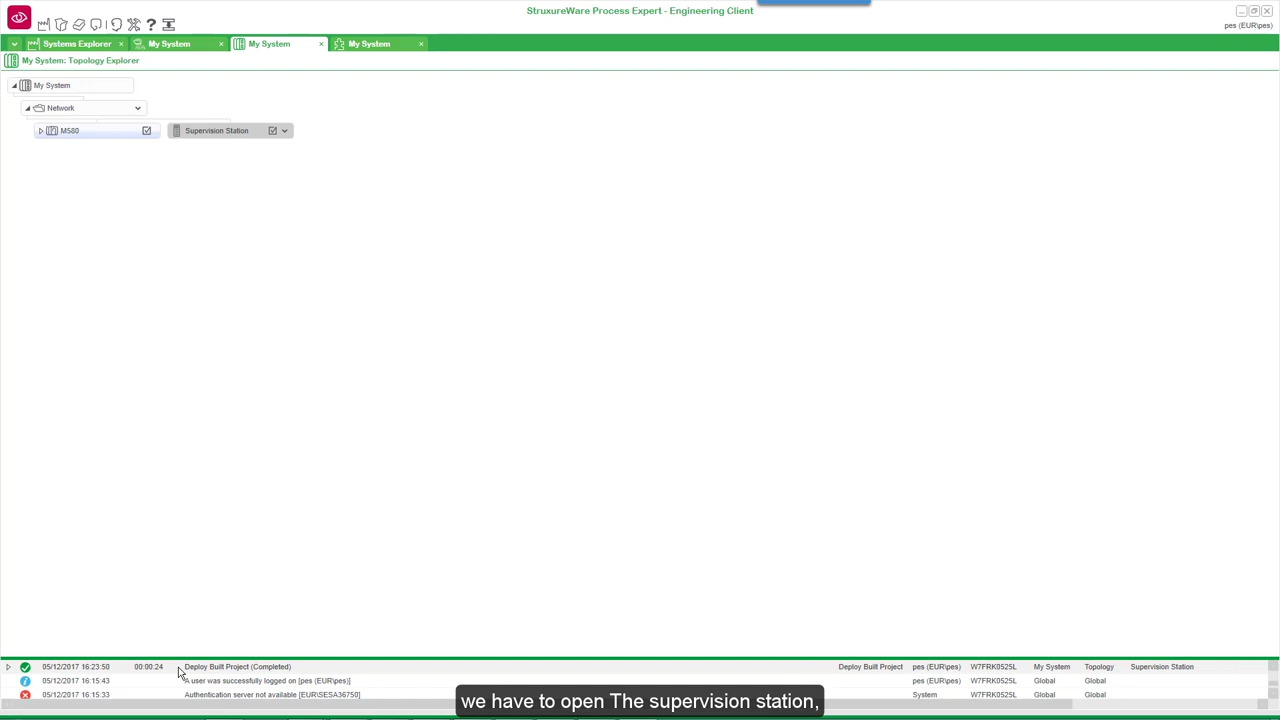 StruxureWare Process Expert - Engineering Client
pes (EUR\pes)
Systems Explorer × My System × My System × My System ×
My System: Topology Explorer
My System
Network
M580 Supervision Station
05/12/2017 16:23:50 00:00:24 Deploy Built Project (Completed) Deploy Built Project pes (EUR\pes) W7FRK0525L My System Topology Supervision Station
05/12/2017 16:15:43 A user was successfully logged on [pes (EUR\pes)] pes (EUR\pes) W7FRK0525L Global Global
05/12/2017 16:15:33 Authentication server not available [EUR\SESA36750] System W7FRK0525L Global Global
we have to open The supervision station,